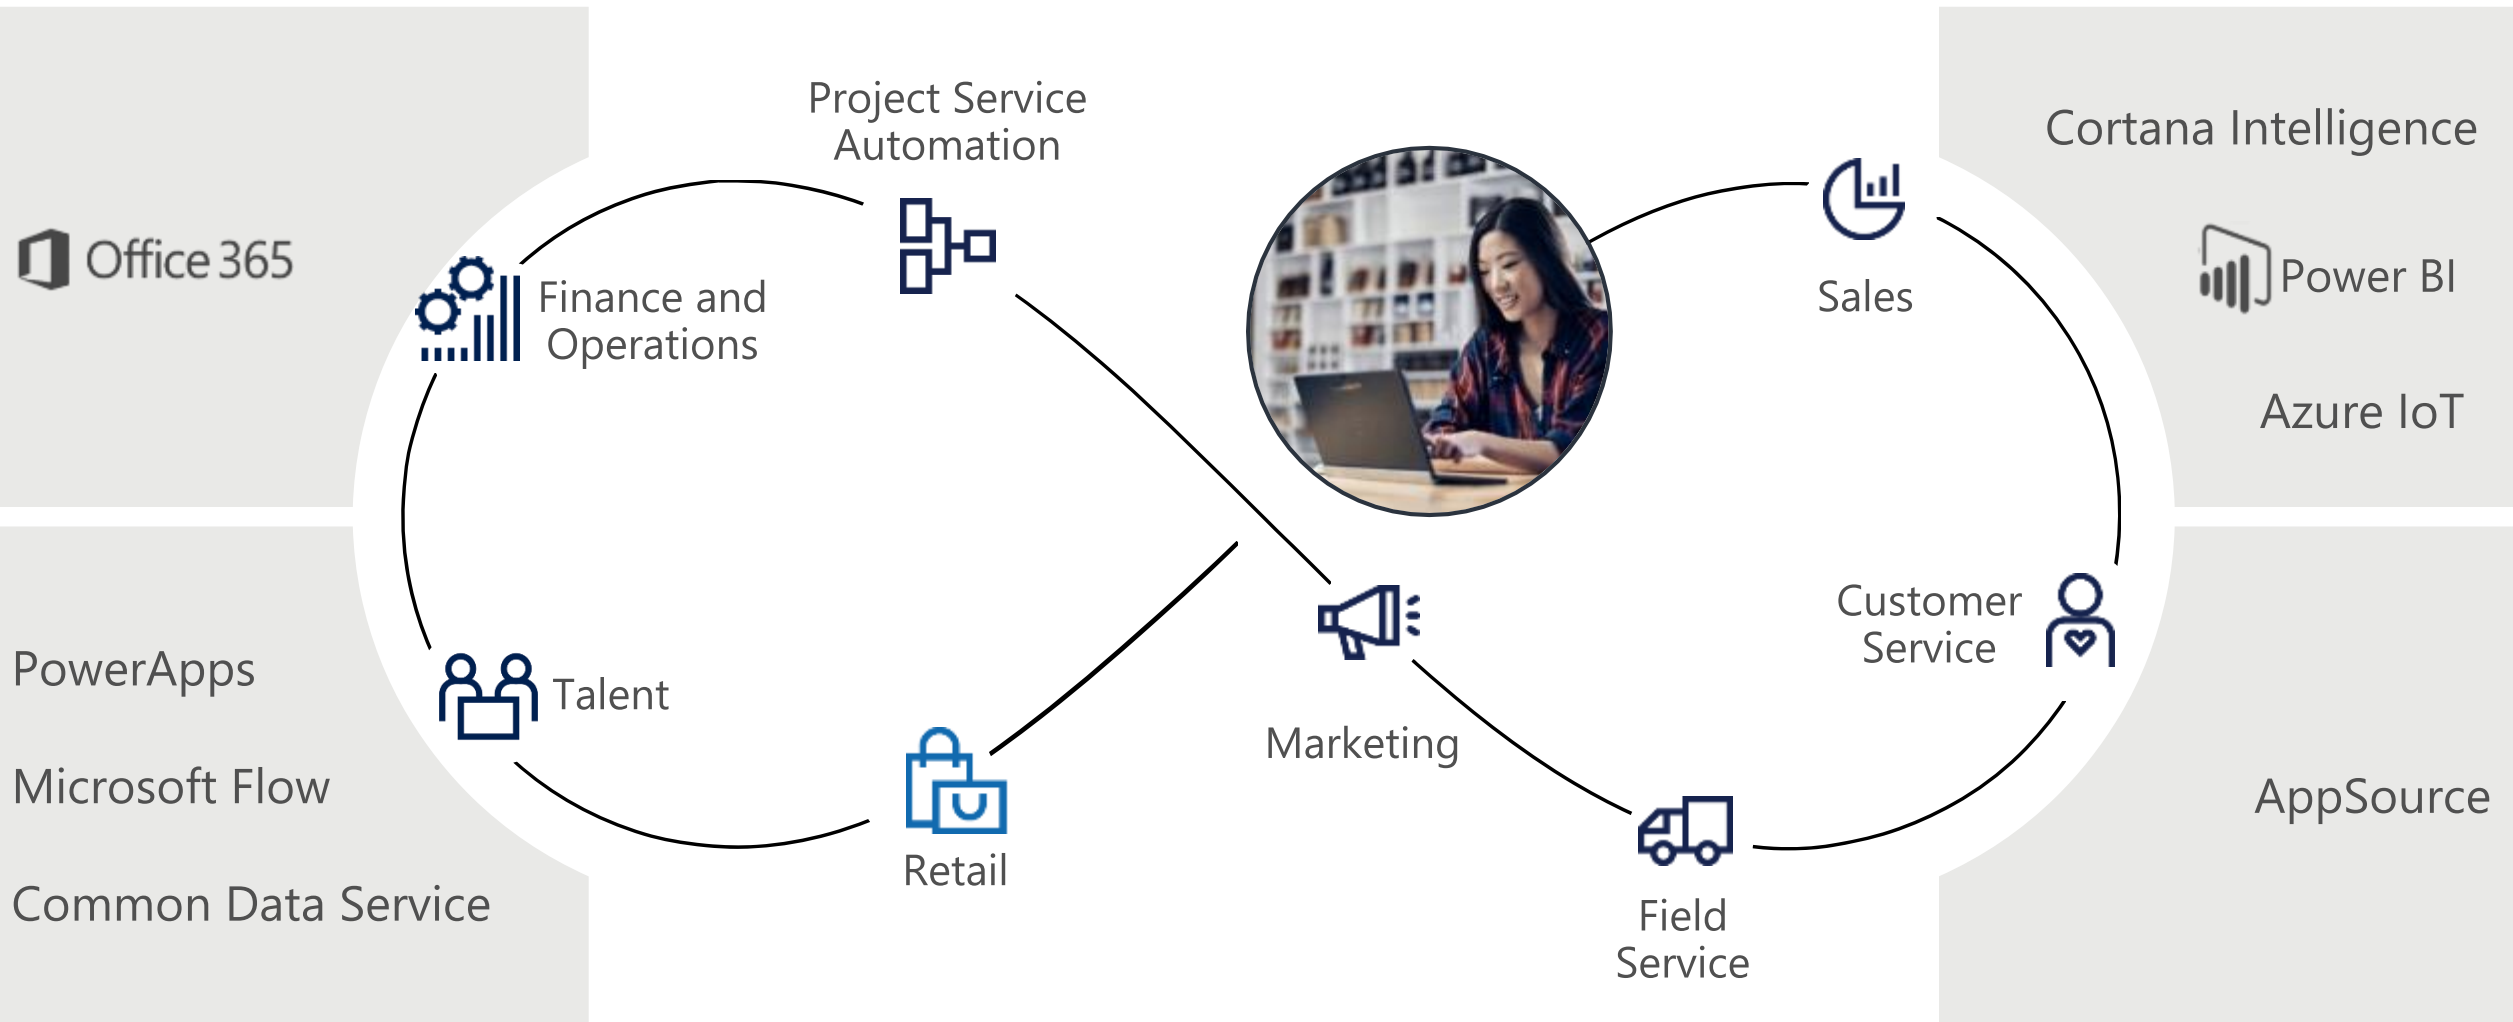 Project Service
Automation
Cortana Intelligence
Office 365
Finance and
Operations
Sales
Power BI
Azure IoT
PowerApps
Talent
Customer
Service
Microsoft Flow
Marketing
AppSource
Common Data Service
Retail
Field
Service